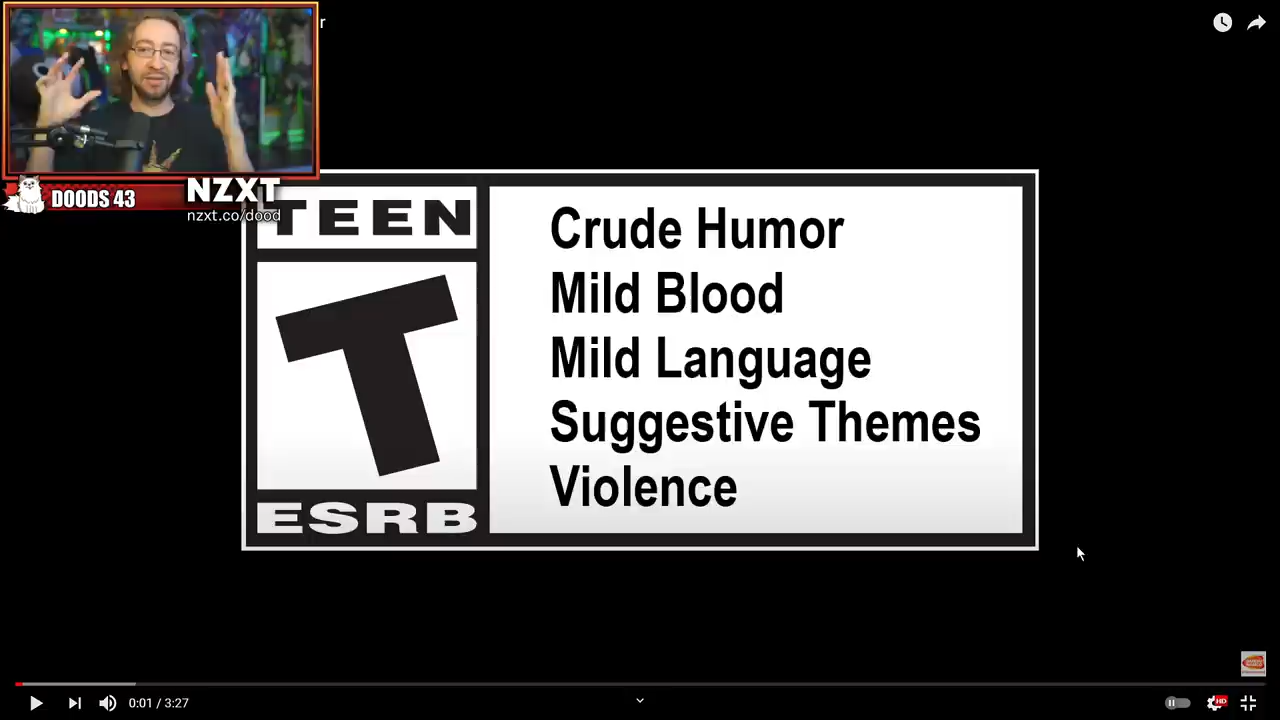 r
DOODS 43
NZXT
nzxt.co/dood
TEEN
T
ESRB
Crude Humor
Mild Blood
Mild Language
Suggestive Themes
Violence
0:01 / 3:27
HD